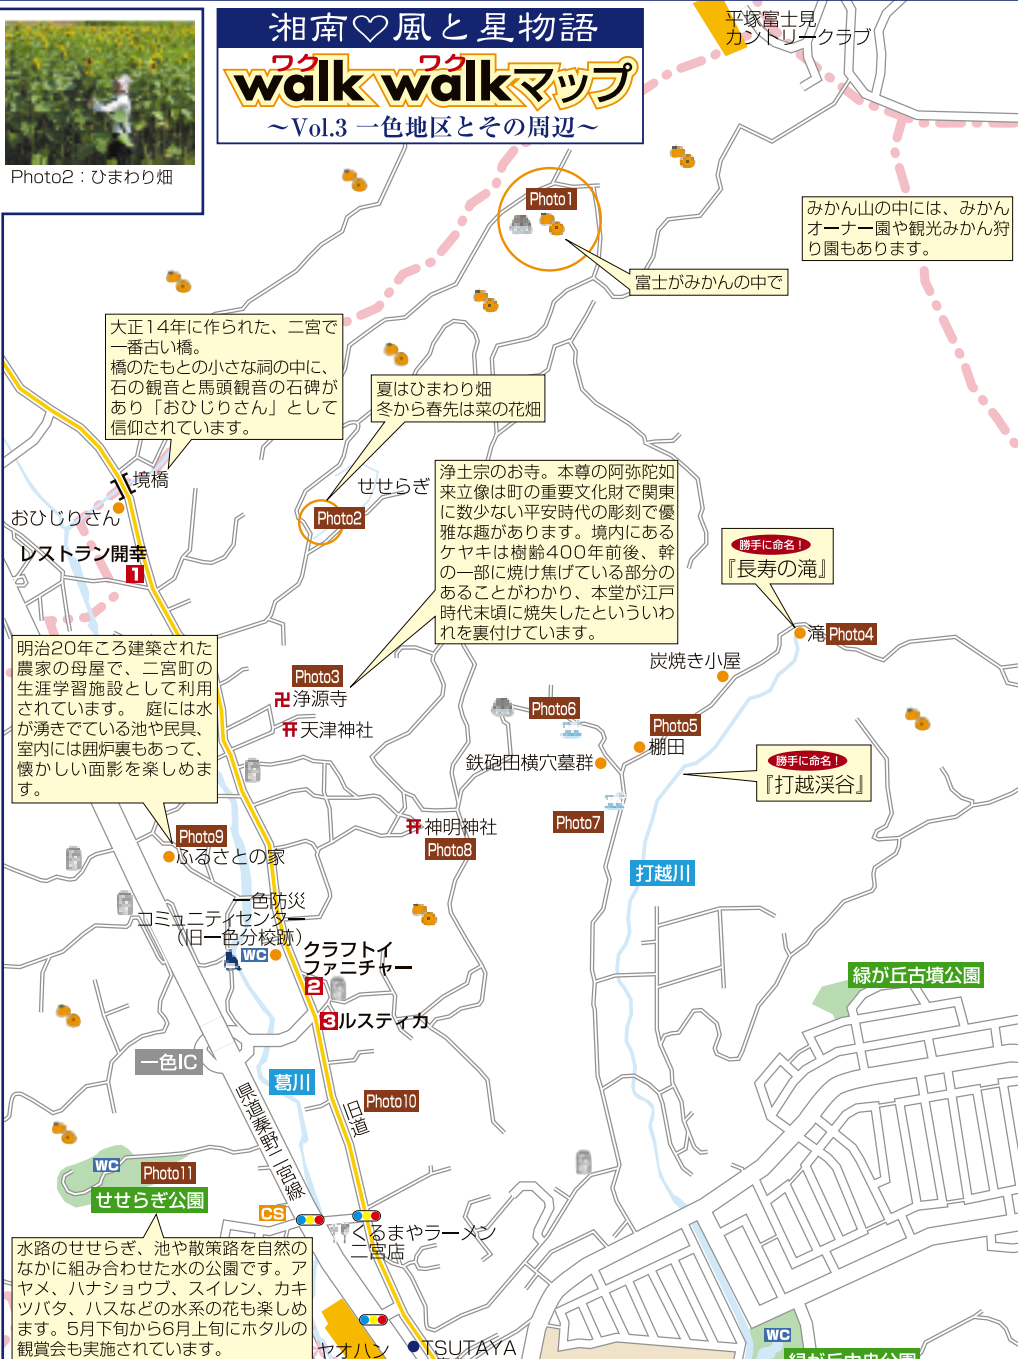 湘南♡風と星物語
ワク ワク
walk walkマップ
～Vol.3 一色地区とその周辺～
Photo2：ひまわり畑
平塚富士見
カントリークラブ
Photo1
みかん山の中には、みかん
オーナー園や観光みかん狩
り園もあります。
富士がみかんの中で
大正14年に作られた、二宮で
一番古い橋。
橋のたもとの小さな祠の中に、
石の観音と馬頭観音の石碑が
あり「おひじりさん」として
信仰されています。
夏はひまわり畑
冬から春先は菜の花畑
境橋
おひじりさん
レストラン開幸
1
せせらぎ
Photo2
浄土宗のお寺。本尊の阿弥陀如
来立像は町の重要文化財で関東
に数少ない平安時代の彫刻で優
雅な趣があります。境内にある
ケヤキは樹齢400年前後、幹
の一部に焼け焦げている部分の
あることがわかり、本堂が江戸
時代末頃に焼失したといういわ
れを裏付けています。
勝手に命名！
『長寿の滝』
滝 Photo4
炭焼き小屋
明治20年ころ建築された
農家の母屋で、二宮町の
生涯学習施設として利用
されています。 庭には水
が湧きでている池や民具、
室内には囲炉裏もあって、
懐かしい面影を楽しめま
す。
Photo3
卍浄源寺
天津神社
Photo6
Photo5
棚田
鉄砲田横穴墓群
勝手に命名！
『打越渓谷』
Photo7
神明神社
Photo8
Photo9
ふるさとの家
打越川
一色防災
コミュニティセンター
（旧一色分校跡）
WC
クラフトイ
ファニチャー
2
3 ルスティカ
緑が丘古墳公園
一色IC
葛川
県道秦野二宮線
旧道
Photo10
WC
Photo11
せせらぎ公園
CS
くるまやラーメン
二宮店
水路のせせらぎ、池や散策路を自然の
なかに組み合わせた水の公園です。ア
ヤメ、ハナショウブ、スイレン、カキ
ツバタ、ハスなどの水系の花も楽しめ
ます。5月下旬から6月上旬にホタルの
観賞会も実施されています。
ヤオハン
TSUTAYA
WC
緑が丘中央公園